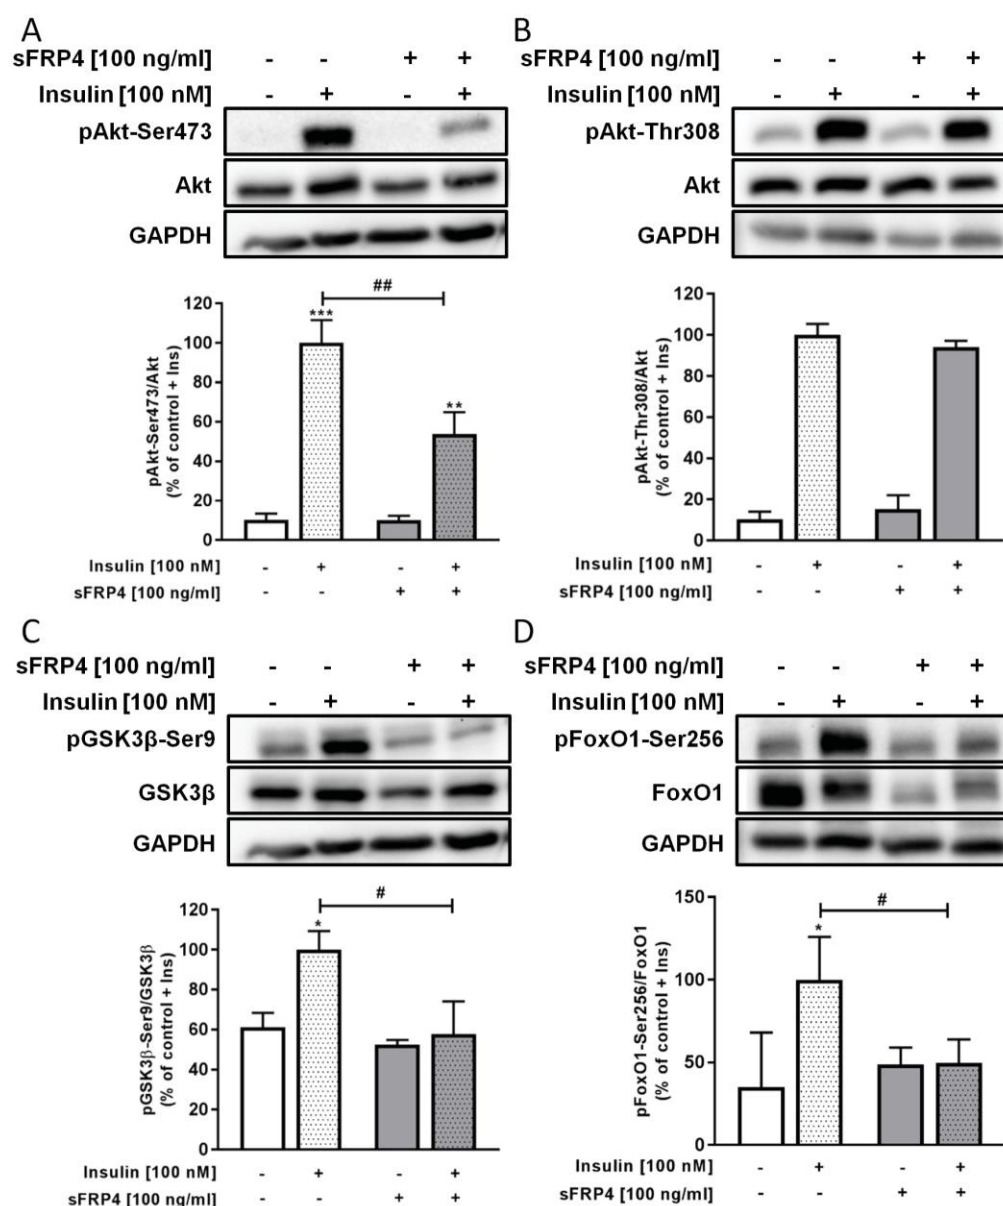 A
sFRP4 [100 ng/ml] - - + +
Insulin [100 nM] - + - +
pAkt-Ser473
Akt
GAPDH
##
***
**
pAkt-Ser473/Akt
(% of control + Ins)
120
100
80
60
40
20
0
Insulin [100 nM] - + - +
sFRP4 [100 ng/ml] - - + +
B
sFRP4 [100 ng/ml] - - + +
Insulin [100 nM] - + - +
pAkt-Thr308
Akt
GAPDH
pAkt-Thr308/Akt
(% of control + Ins)
120
100
80
60
40
20
0
Insulin [100 nM] - + - +
sFRP4 [100 ng/ml] - - + +
C
sFRP4 [100 ng/ml] - - + +
Insulin [100 nM] - + - +
pGSK3β-Ser9
GSK3β
GAPDH
#
*
pGSK3β-Ser9/GSK3β
(% of control + Ins)
120
100
80
60
40
20
0
Insulin [100 nM] - + - +
sFRP4 [100 ng/ml] - - + +
D
sFRP4 [100 ng/ml] - - + +
Insulin [100 nM] - + - +
pFoxO1-Ser256
FoxO1
GAPDH
#
*
pFoxO1-Ser256/FoxO1
(% of control + Ins)
150
100
50
0
Insulin [100 nM] - + - +
sFRP4 [100 ng/ml] - - + +